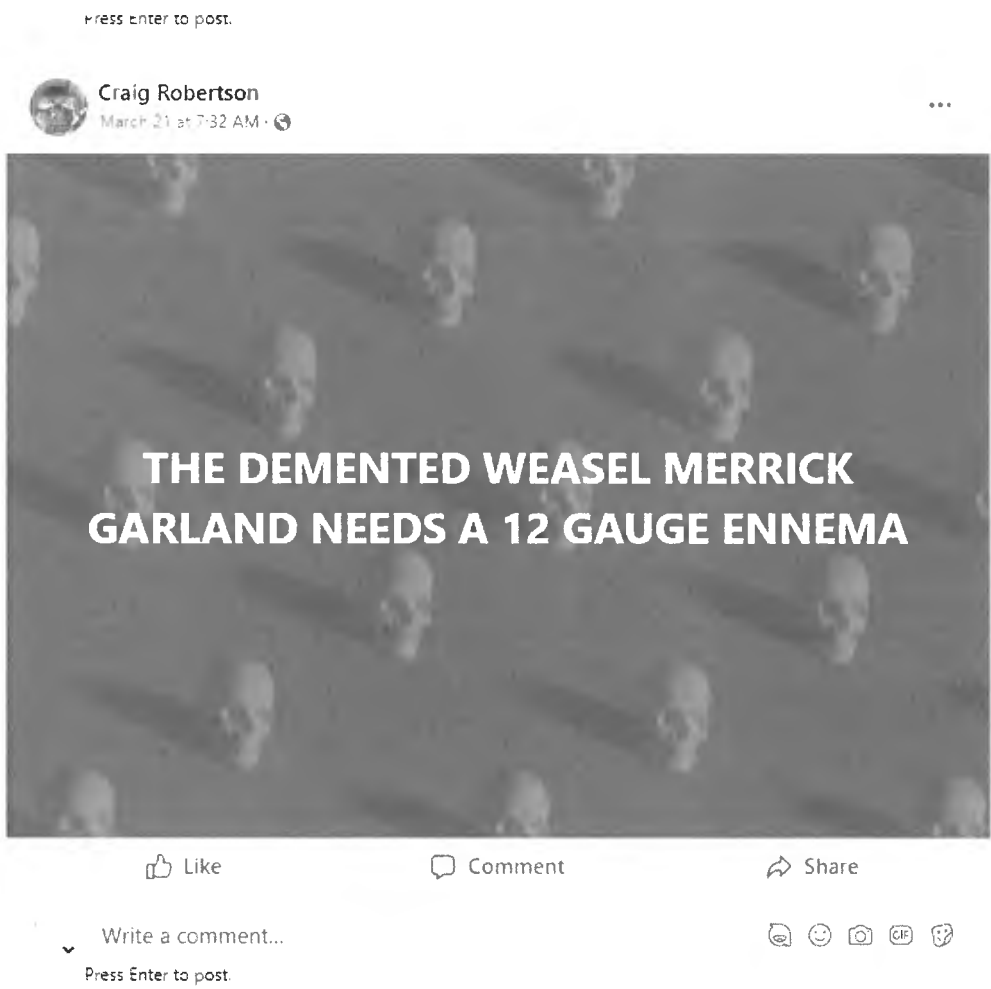 Press Enter to post.
Craig Robertson
March 21 at 7:32 AM ·
THE DEMENTED WEASEL MERRICK
GARLAND NEEDS A 12 GAUGE ENNEMA
Like Comment Share
Write a comment... GIF
Press Enter to post.